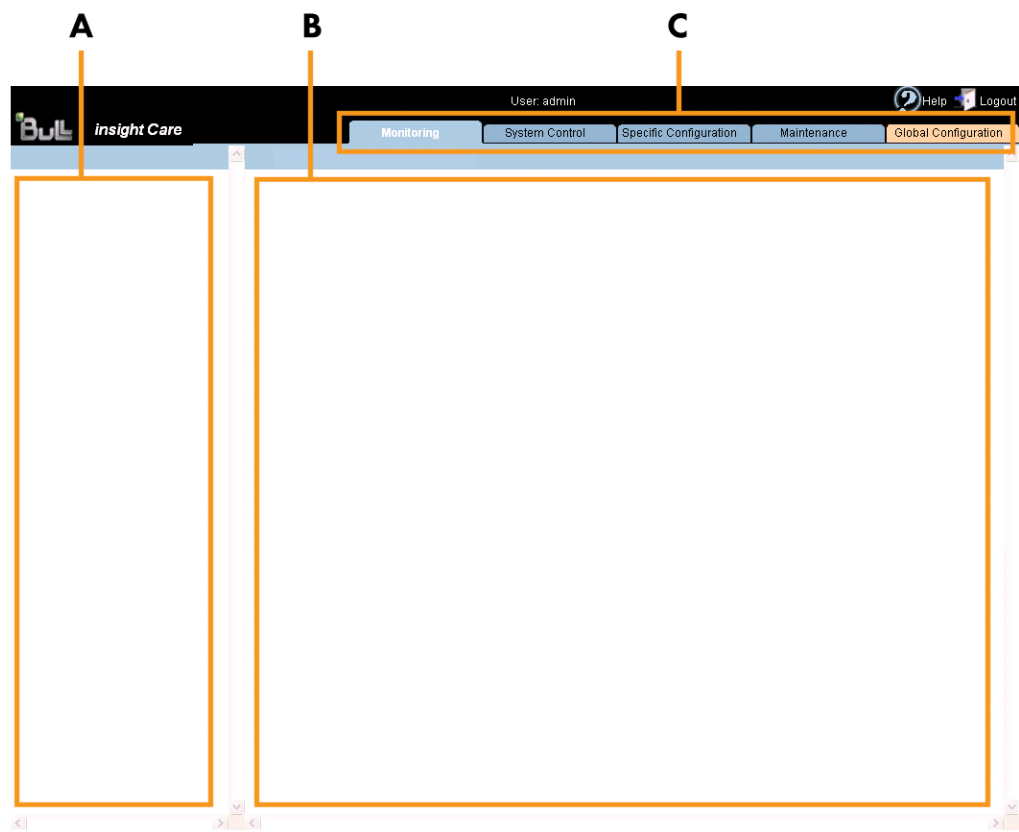 A B C
User: admin
Help Logout
Bull insight Care
Monitoring System Control Specific Configuration Maintenance Global Configuration